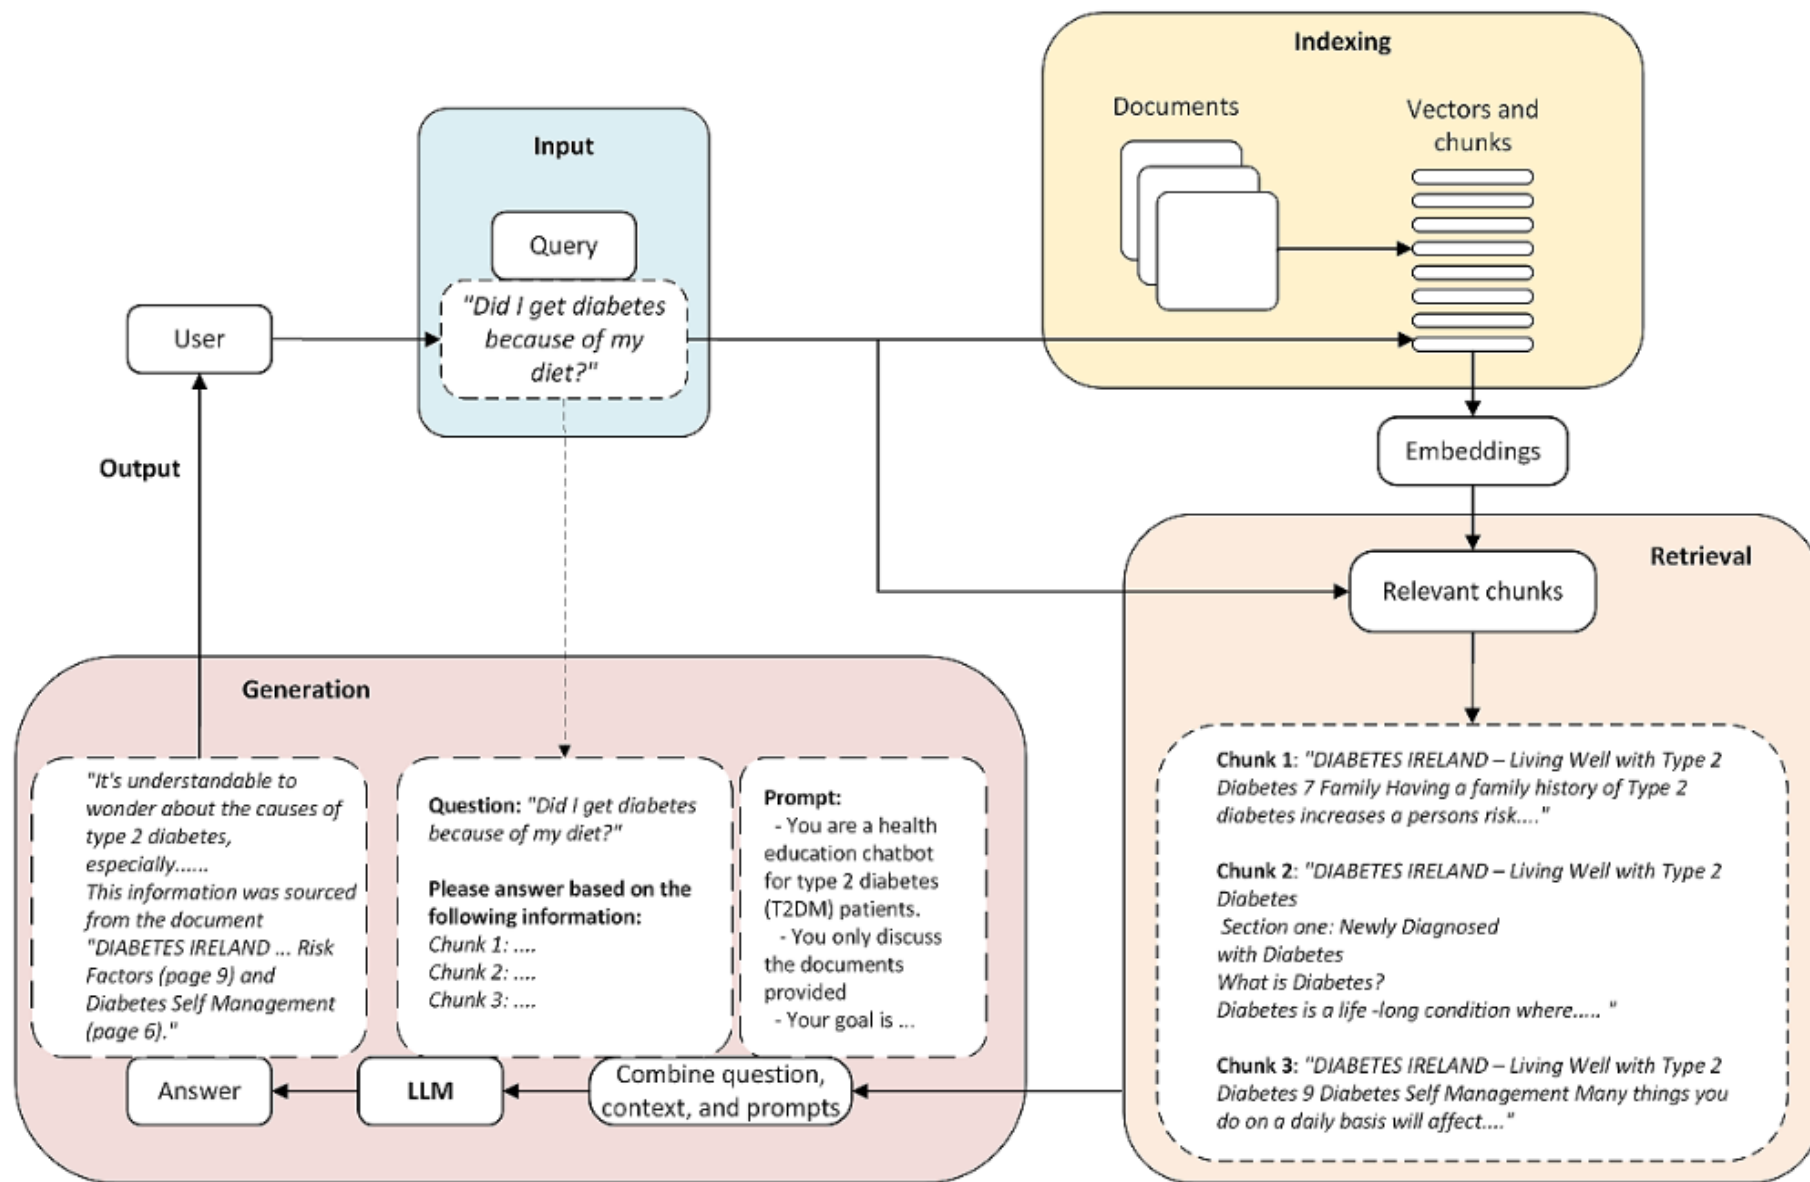 Indexing
Documents
Vectors and
chunks
Input
Query
"Did I get diabetes
because of my
diet?"
User
Output
Embeddings
Retrieval
Relevant chunks
Chunk 1: "DIABETES IRELAND – Living Well with Type 2
Diabetes 7 Family Having a family history of Type 2
diabetes increases a persons risk...."
Chunk 2: "DIABETES IRELAND – Living Well with Type 2
Diabetes
Section one: Newly Diagnosed
with Diabetes
What is Diabetes?
Diabetes is a life -long condition where..... "
Chunk 3: "DIABETES IRELAND – Living Well with Type 2
Diabetes 9 Diabetes Self Management Many things you
do on a daily basis will affect...."
Generation
"It's understandable to
wonder about the causes of
type 2 diabetes,
especially......
This information was sourced
from the document
"DIABETES IRELAND ... Risk
Factors (page 9) and
Diabetes Self Management
(page 6)."
Question: "Did I get diabetes
because of my diet?"
Please answer based on the
following information:
Chunk 1: ....
Chunk 2: ....
Chunk 3: ....
Prompt:
- You are a health
education chatbot
for type 2 diabetes
(T2DM) patients.
- You only discuss
the documents
provided
- Your goal is ...
Answer
LLM
Combine question,
context, and prompts